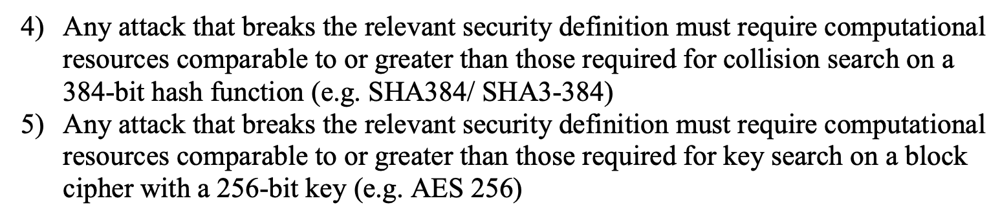 4) Any attack that breaks the relevant security definition must require computational
resources comparable to or greater than those required for collision search on a
384-bit hash function (e.g. SHA384/ SHA3-384)
5) Any attack that breaks the relevant security definition must require computational
resources comparable to or greater than those required for key search on a block
cipher with a 256-bit key (e.g. AES 256)